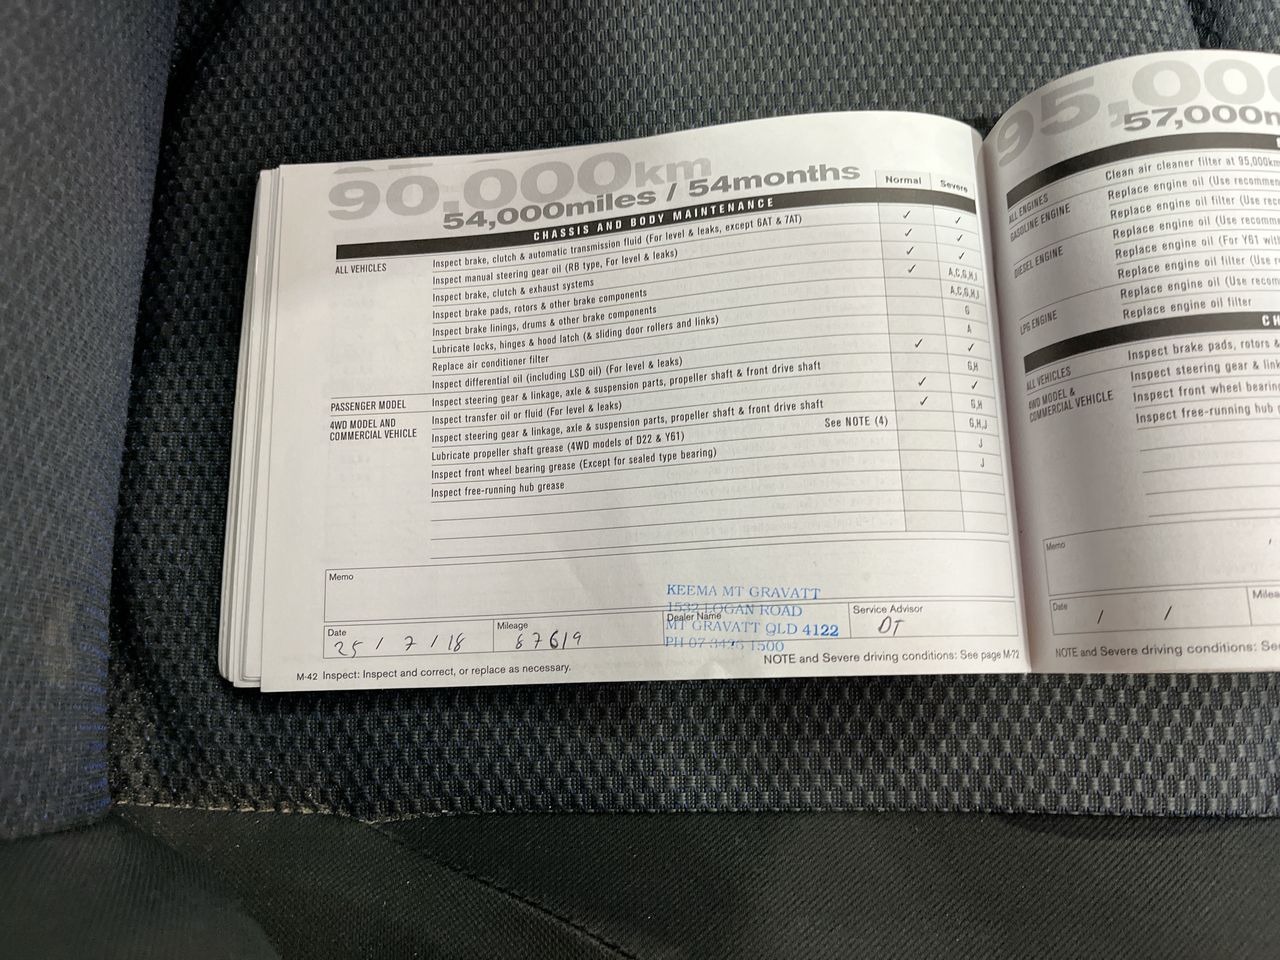 90,000km
54,000miles / 54months
Normal
Severe
CHASSIS AND BODY MAINTENANCE
ALL VEHICLES
Inspect brake, clutch & automatic transmission fluid (For level & leaks, except 6AT & 7AT) ✓ ✓
Inspect manual steering gear oil (RB type, For level & leaks) ✓ ✓
Inspect brake, clutch & exhaust systems ✓ ✓
Inspect brake pads, rotors & other brake components ✓ A,C,G,H,J
Inspect brake linings, drums & other brake components A,C,G,H,J
Lubricate locks, hinges & hood latch (& sliding door rollers and links) G
Replace air conditioner filter A
Inspect differential oil (including LSD oil) (For level & leaks) ✓ ✓
PASSENGER MODEL
Inspect steering gear & linkage, axle & suspension parts, propeller shaft & front drive shaft G,H
4WD MODEL AND
COMMERCIAL VEHICLE
Inspect transfer oil or fluid (For level & leaks) ✓ ✓
Inspect steering gear & linkage, axle & suspension parts, propeller shaft & front drive shaft ✓ G,H
Lubricate propeller shaft grease (4WD models of D22 & Y61) See NOTE (4) G,H,J
Inspect front wheel bearing grease (Except for sealed type bearing) J
Inspect free-running hub grease J
Memo
Date
25 / 7 / 18
Mileage
87619
Dealer Name
KEEMA MT GRAVATT
1532 LOGAN ROAD
MT GRAVATT QLD 4122
PH 07 3495 1500
Service Advisor
DT
M-42 Inspect: Inspect and correct, or replace as necessary.
NOTE and Severe driving conditions: See page M-72
95,000
57,000m
ALL ENGINES
Clean air cleaner filter at 95,000km
GASOLINE ENGINE
Replace engine oil (Use recommen
Replace engine oil filter (Use rec
DIESEL ENGINE
Replace engine oil (Use recomm
Replace engine oil (For Y61 with
Replace engine oil filter (Use r
LPG ENGINE
Replace engine oil (Use recom
Replace engine oil filter
CH
ALL VEHICLES
Inspect brake pads, rotors &
4WD MODEL &
COMMERCIAL VEHICLE
Inspect steering gear & link
Inspect front wheel bearin
Inspect free-running hub
Memo
Date
/ /
Milea
NOTE and Severe driving conditions: See